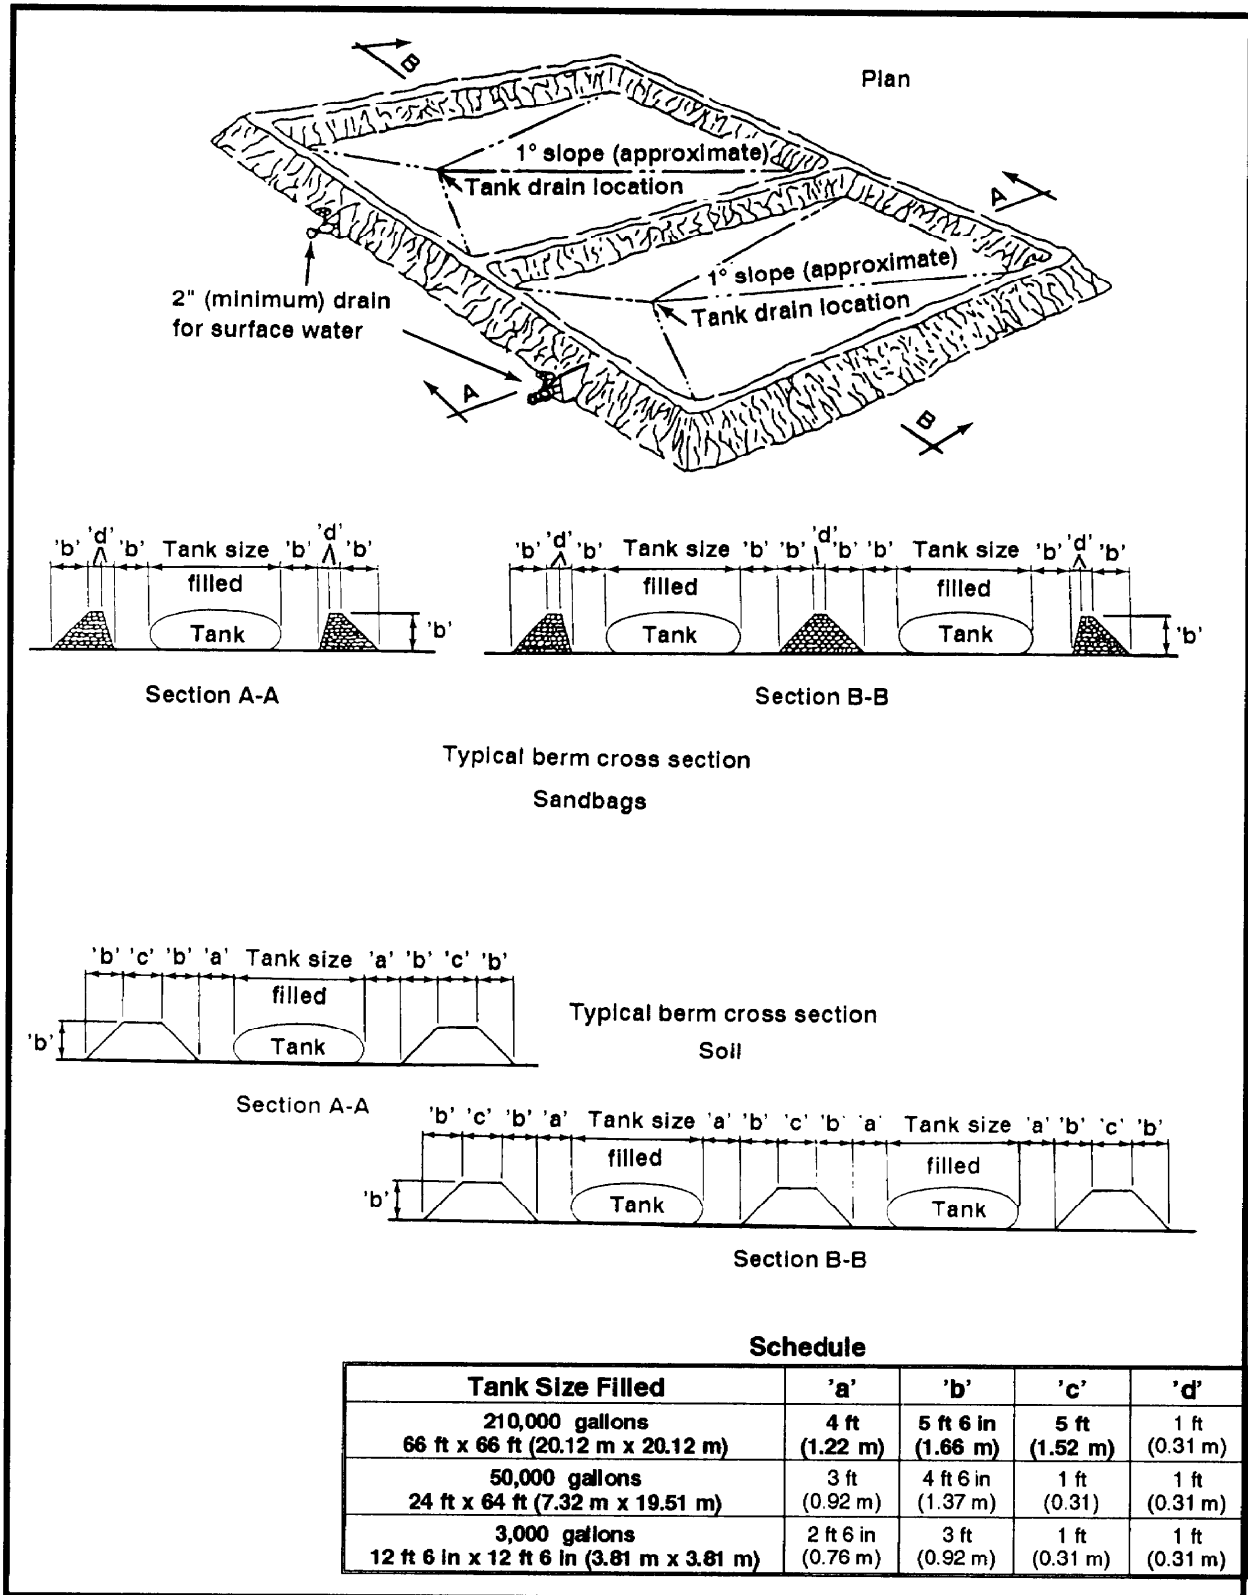 Plan
B
1° slope (approximate)
Tank drain location
A
1° slope (approximate)
Tank drain location
2" (minimum) drain
for surface water
A
B
'b' 'd' 'b' Tank size 'b' 'd' 'b'
filled
Tank
'b'
Section A-A
'b' 'd' 'b' Tank size 'b' 'b' 'd' 'b' 'b' Tank size 'b' 'd' 'b'
filled filled
Tank Tank
'b'
Section B-B
Typical berm cross section
Sandbags
'b' 'c' 'b' 'a' Tank size 'a' 'b' 'c' 'b'
filled
'b'
Tank
Section A-A
Typical berm cross section
Soil
'b' 'c' 'b' 'a' Tank size 'a' 'b' 'c' 'b' 'a' Tank size 'a' 'b' 'c' 'b'
filled filled
'b'
Tank Tank
Section B-B
Schedule
Tank Size Filled 'a' 'b' 'c' 'd'
210,000 gallons 4 ft 5 ft 6 in 5 ft 1 ft
66 ft x 66 ft (20.12 m x 20.12 m) (1.22 m) (1.66 m) (1.52 m) (0.31 m)
50,000 gallons 3 ft 4 ft 6 in 1 ft 1 ft
24 ft x 64 ft (7.32 m x 19.51 m) (0.92 m) (1.37 m) (0.31) (0.31 m)
3,000 gallons 2 ft 6 in 3 ft 1 ft 1 ft
12 ft 6 in x 12 ft 6 in (3.81 m x 3.81 m) (0.76 m) (0.92 m) (0.31 m) (0.31 m)